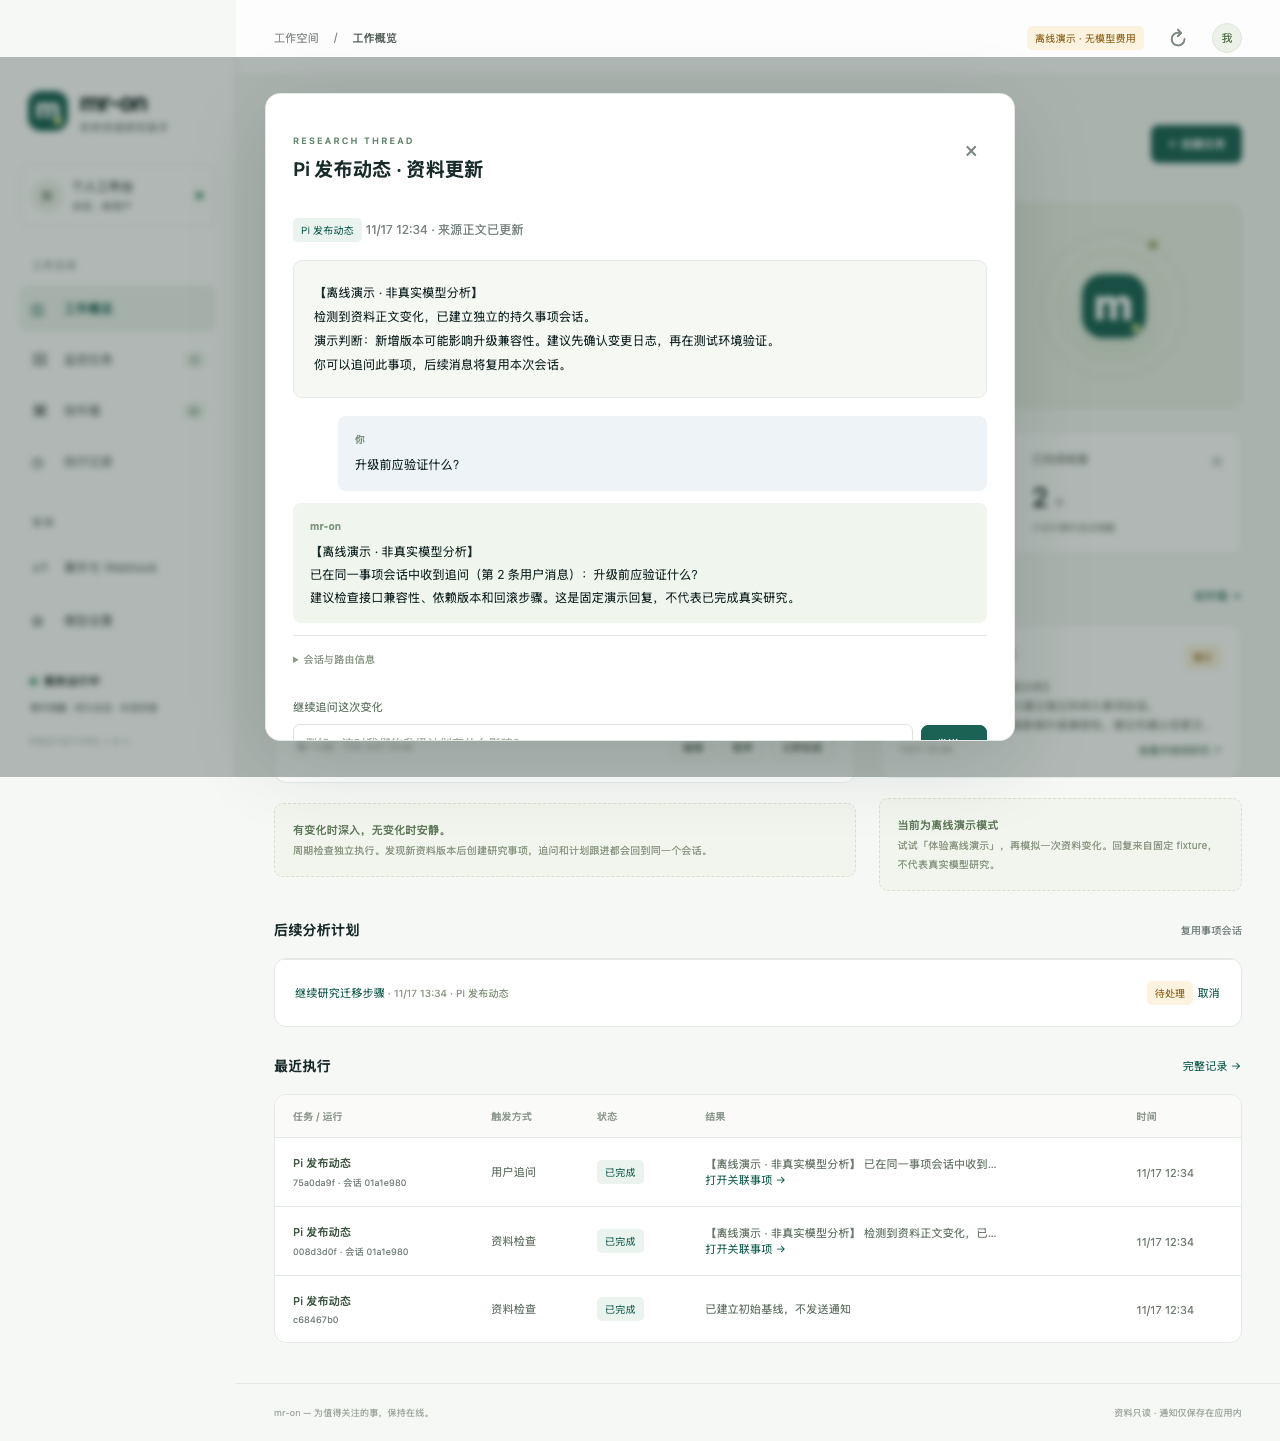 工作空间 / 工作概览
离线演示 · 无模型费用
我
mr-on
RESEARCH THREAD
Pi 发布动态 · 资料更新
×
Pi 发布动态 11/17 12:34 · 来源正文已更新
【离线演示 · 非真实模型分析】
检测到资料正文变化，已建立独立的持久事项会话。
演示判断：新增版本可能影响升级兼容性。建议先确认变更日志，再在测试环境验证。
你可以追问此事项，后续消息将复用本次会话。
你
升级前应验证什么？
mr-on
【离线演示 · 非真实模型分析】
已在同一事项会话中收到追问（第 2 条用户消息）：升级前应验证什么？
建议检查接口兼容性、依赖版本和回滚步骤。这是固定演示回复，不代表已完成真实研究。
▶ 会话与路由信息
继续追问这次变化
m
2
有变化时深入，无变化时安静。
周期检查独立执行。发现新资料版本后创建研究事项，追问和计划跟进都会回到同一个会话。
当前为离线演示模式
试试「体验离线演示」，再模拟一次资料变化。回复来自固定 fixture，
不代表真实模型研究。
后续分析计划
复用事项会话
继续研究迁移步骤 · 11/17 13:34 · Pi 发布动态
待处理 取消
最近执行
完整记录 →
任务 / 运行 触发方式 状态 结果 时间
Pi 发布动态
75a0da9f · 会话 01a1e980
用户追问
已完成
【离线演示 · 非真实模型分析】 已在同一事项会话中收到...
打开关联事项 →
11/17 12:34
Pi 发布动态
008d3d0f · 会话 01a1e980
资料检查
已完成
【离线演示 · 非真实模型分析】 检测到资料正文变化，已...
打开关联事项 →
11/17 12:34
Pi 发布动态
c68467b0
资料检查
已完成
已建立初始基线，不发送通知
11/17 12:34
mr-on — 为值得关注的事，保持在线。
资料只读 · 通知仅保存在应用内